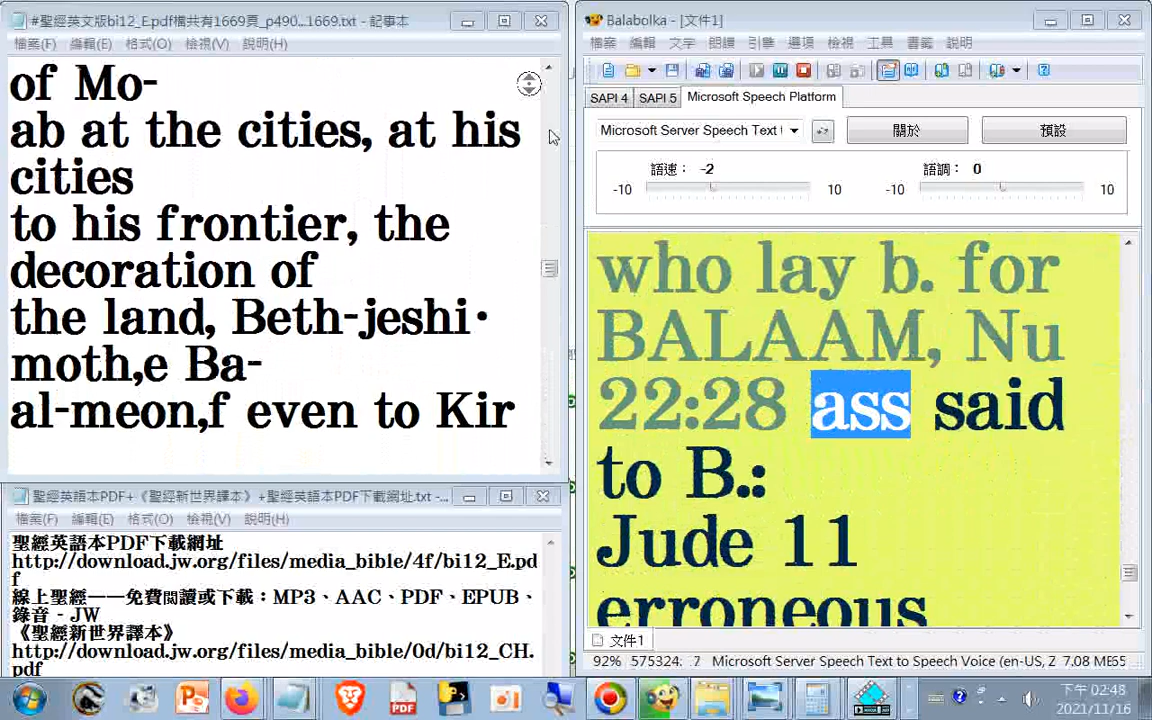 #聖經英文版bi12_E.pdf檔共有1669頁_p490...1669.txt - 記事本
檔案(F) 編輯(E) 格式(O) 檢視(V) 說明(H)
of Mo-
ab at the cities, at his
cities
to his frontier, the
decoration of
the land, Beth-jeshi·
moth,e Ba-
al-meon,f even to Kir
聖經英語本PDF+《聖經新世界譯本》+聖經英語本PDF下載網址.txt -...
檔案(F) 編輯(E) 格式(O) 檢視(V) 說明(H)
聖經英語本PDF下載網址
http://download.jw.org/files/media_bible/4f/bi12_E.pd
f
線上聖經——免費閱讀或下載：MP3、AAC、PDF、EPUB、
錄音 - JW
《聖經新世界譯本》
http://download.jw.org/files/media_bible/0d/bi12_CH.
pdf
Balabolka - [文件1]
檔案 編輯 文字 朗讀 引擎 選項 檢視 工具 書籤 說明
SAPI 4 SAPI 5 Microsoft Speech Platform
Microsoft Server Speech Text 關於 預設
語速： -2 語調： 0
-10 10 -10 10
who lay b. for
BALAAM, Nu
22:28 ass said
to B.:
Jude 11
erroneous
文件1
92% 575324: 7 Microsoft Server Speech Text to Speech Voice (en-US, Z 7.08 ME
PDF
下午 02:48
2021/11/16